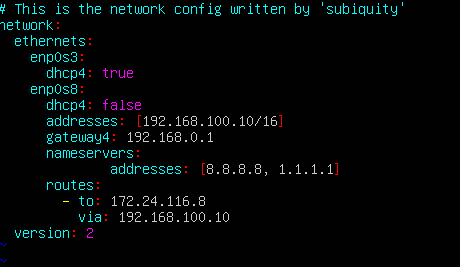 # This is the network config written by 'subiquity'
network:
  ethernets:
    enp0s3:
      dhcp4: true
    enp0s8:
      dhcp4: false
      addresses: [192.168.100.10/16]
      gateway4: 192.168.0.1
      nameservers:
              addresses: [8.8.8.8, 1.1.1.1]
      routes:
        - to: 172.24.116.8
          via: 192.168.100.10
  version: 2
~
~